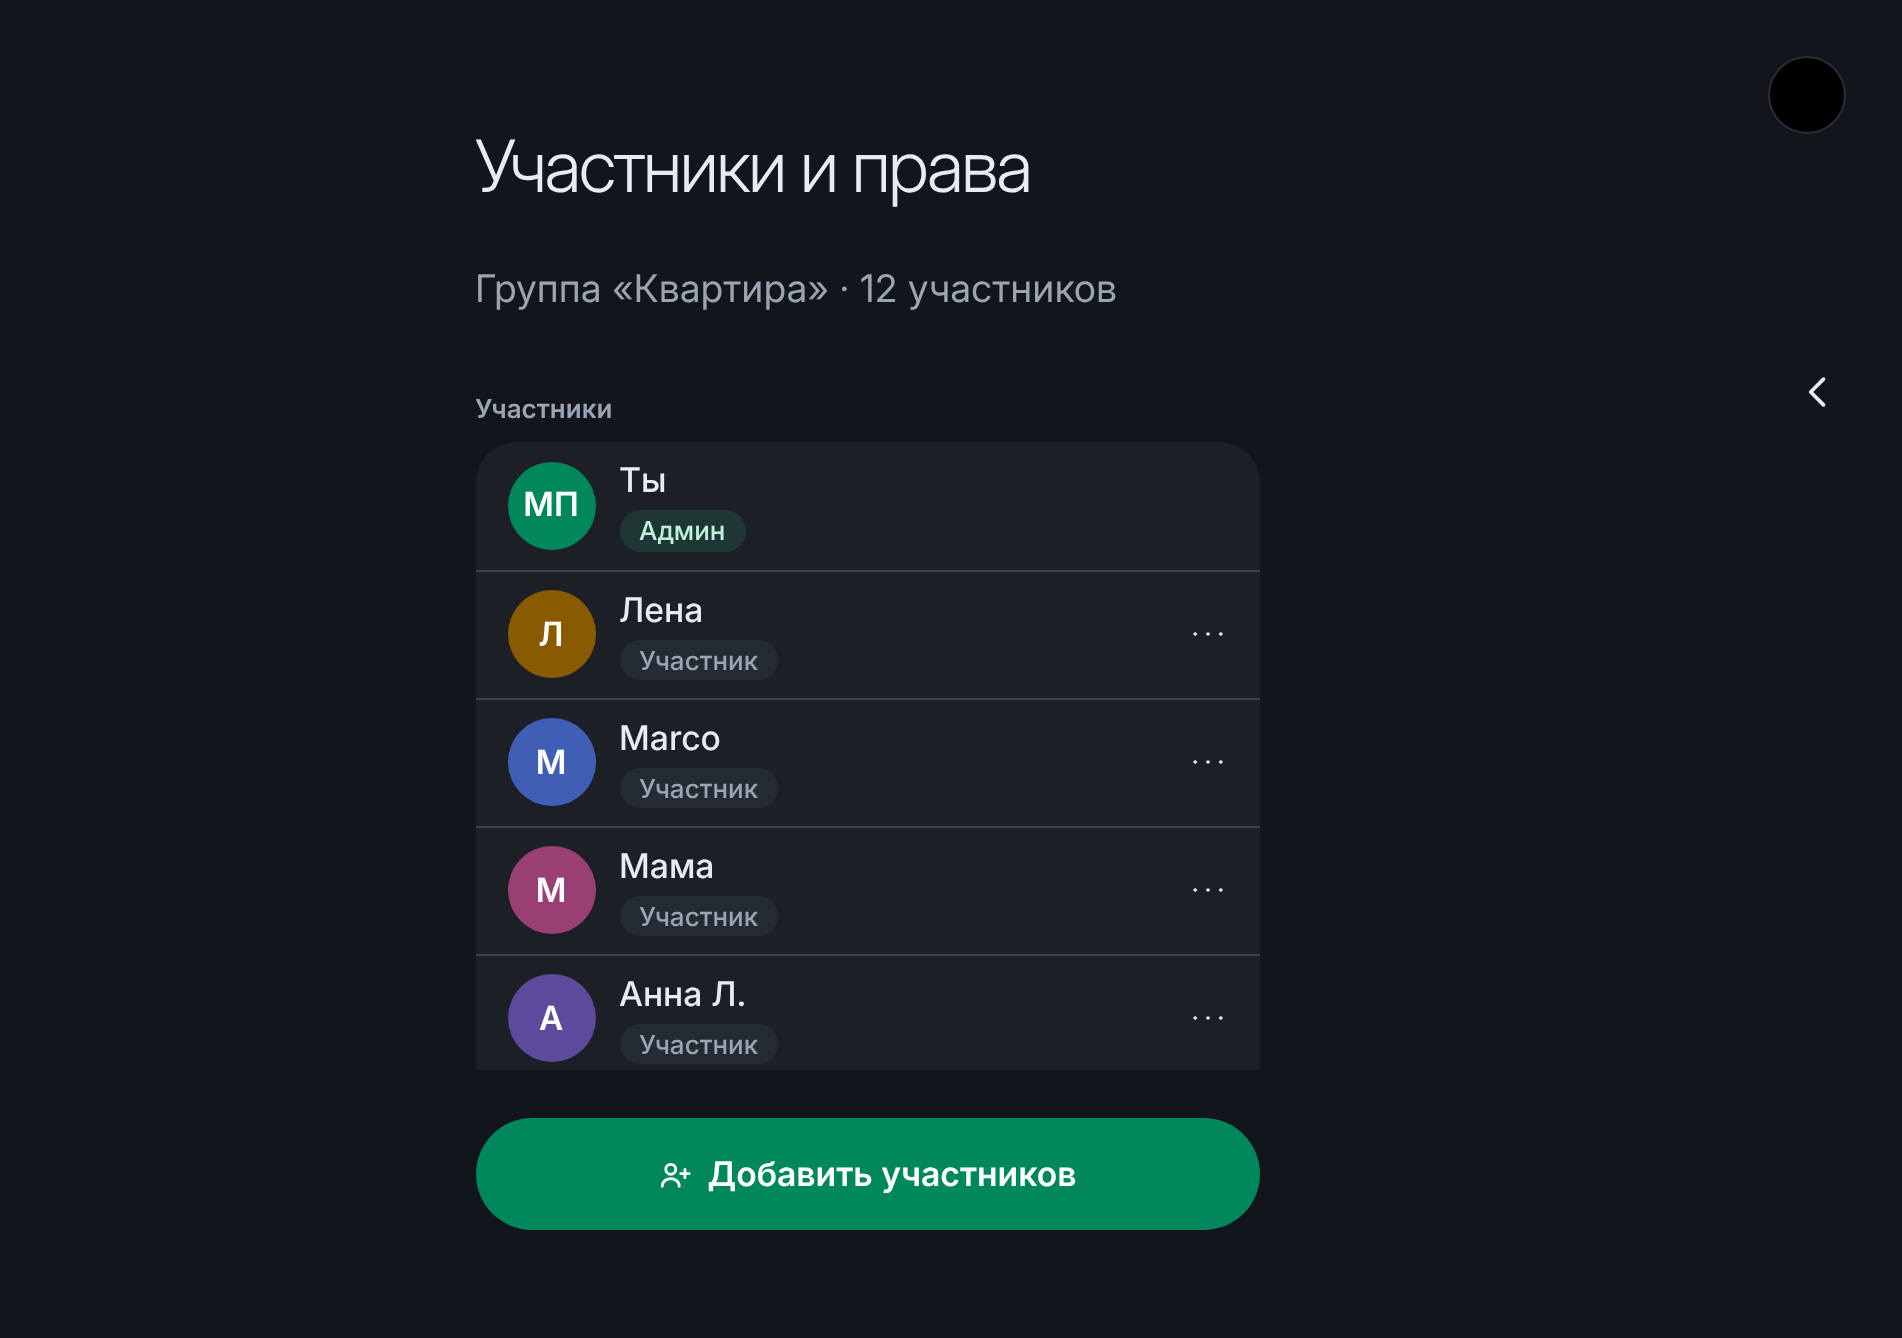 Участники и права
Группа «Квартира» · 12 участников
Участники
МП
Ты
Админ
Л
Лена
Участник
M
Marco
Участник
М
Мама
Участник
А
Анна Л.
Участник
Добавить участников